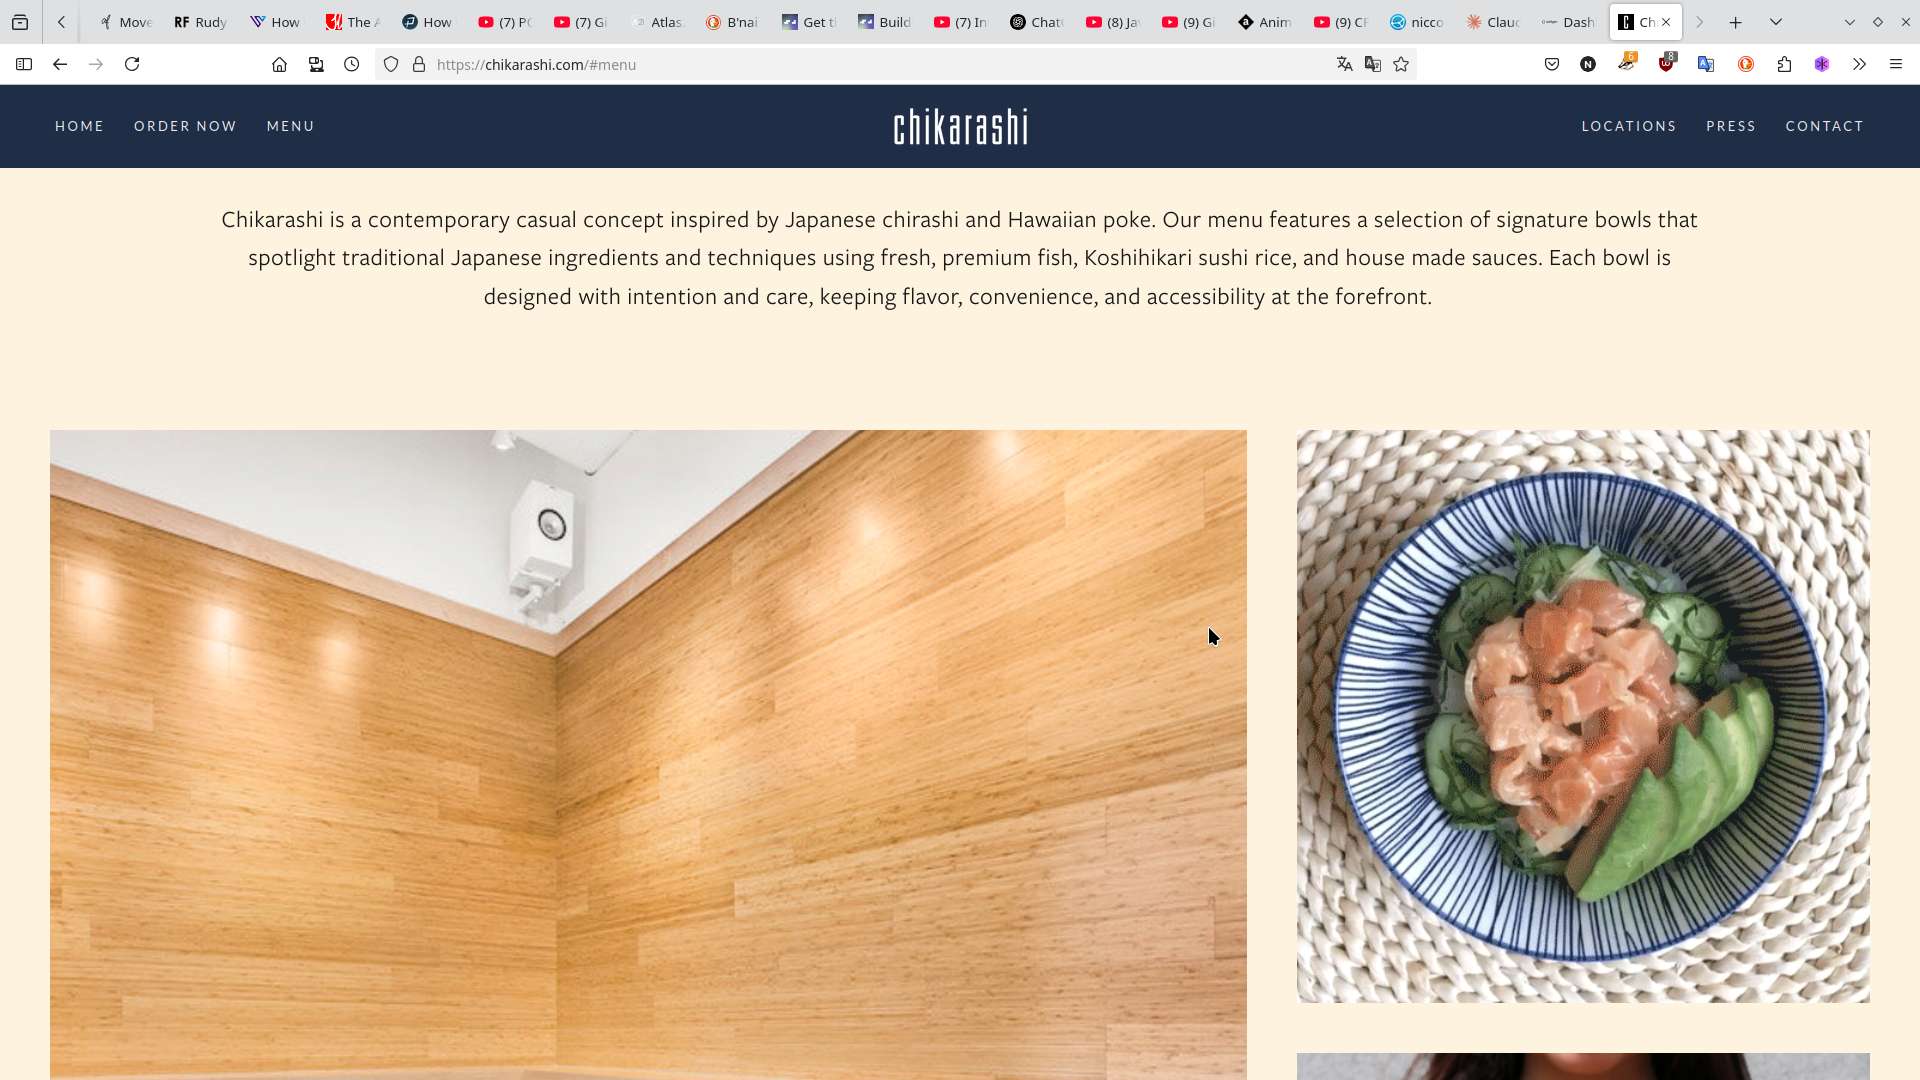 Move
RF Rudy
How
The A
How
(7) PC
(7) Gi
Atlas.
B'nai
Get t
Build
(7) In
Chat
(8) Ja
(9) Gi
Anim
(9) CF
nicco
Claud
Dash
Ch
https://chikarashi.com/#menu
6
8
HOME ORDER NOW MENU
chikarashi
LOCATIONS PRESS CONTACT
Chikarashi is a contemporary casual concept inspired by Japanese chirashi and Hawaiian poke. Our menu features a selection of signature bowls that
spotlight traditional Japanese ingredients and techniques using fresh, premium fish, Koshihikari sushi rice, and house made sauces. Each bowl is
designed with intention and care, keeping flavor, convenience, and accessibility at the forefront.